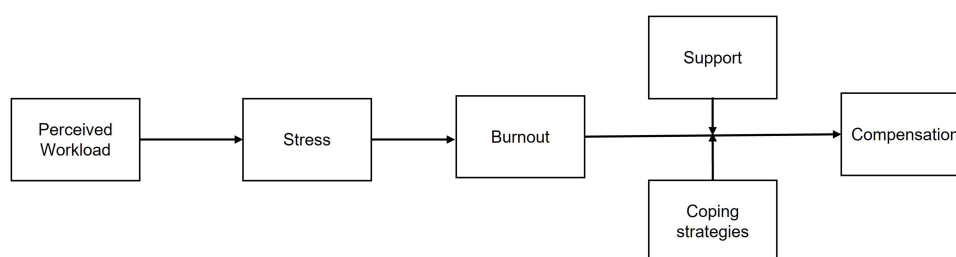 Support
Perceived
Workload
Stress
Burnout
Compensation
Coping
strategies